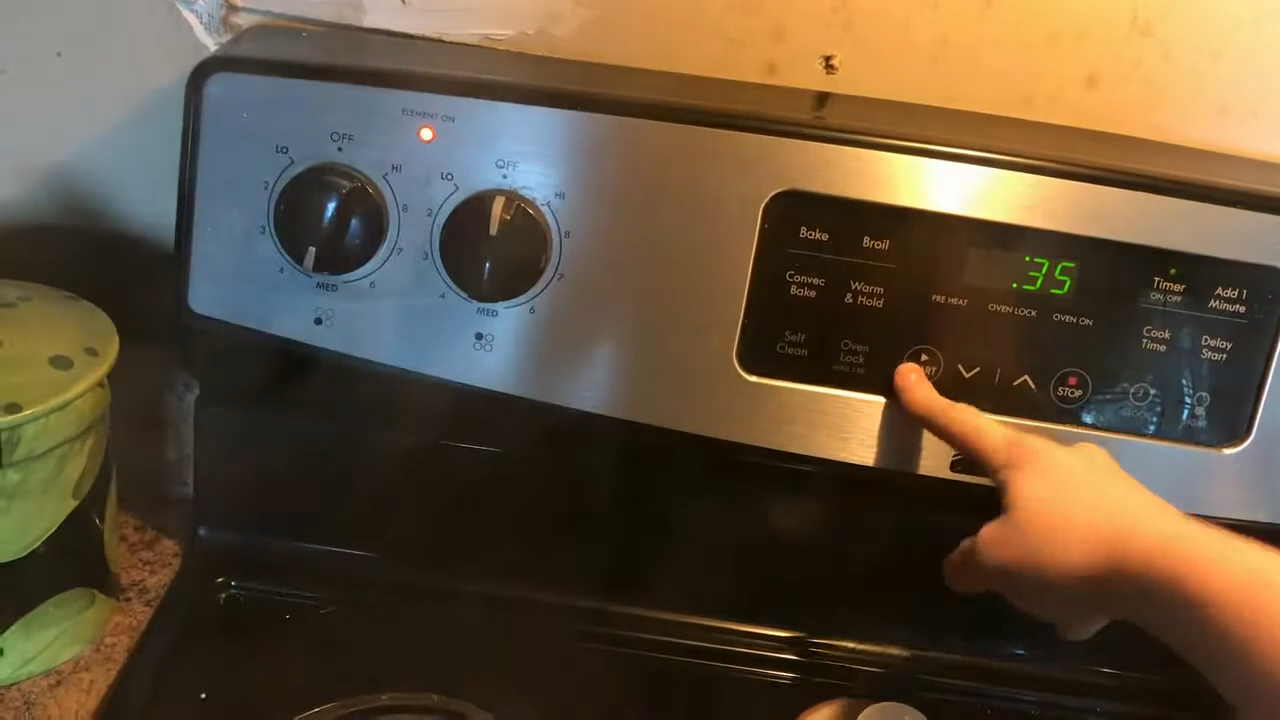 ELEMENT ON
OFF
LO
HI
2
8
3
7
4
6
MED
OFF
LO
HI
2
8
3
7
4
6
MED
Bake
Broil
Convec
Bake
Warm
& Hold
Self
Clean
Oven
Lock
.35
PRE HEAT
OVEN LOCK
OVEN ON
STOP
Timer
ON/OFF
Add 1
Minute
Cook
Time
Delay
Start